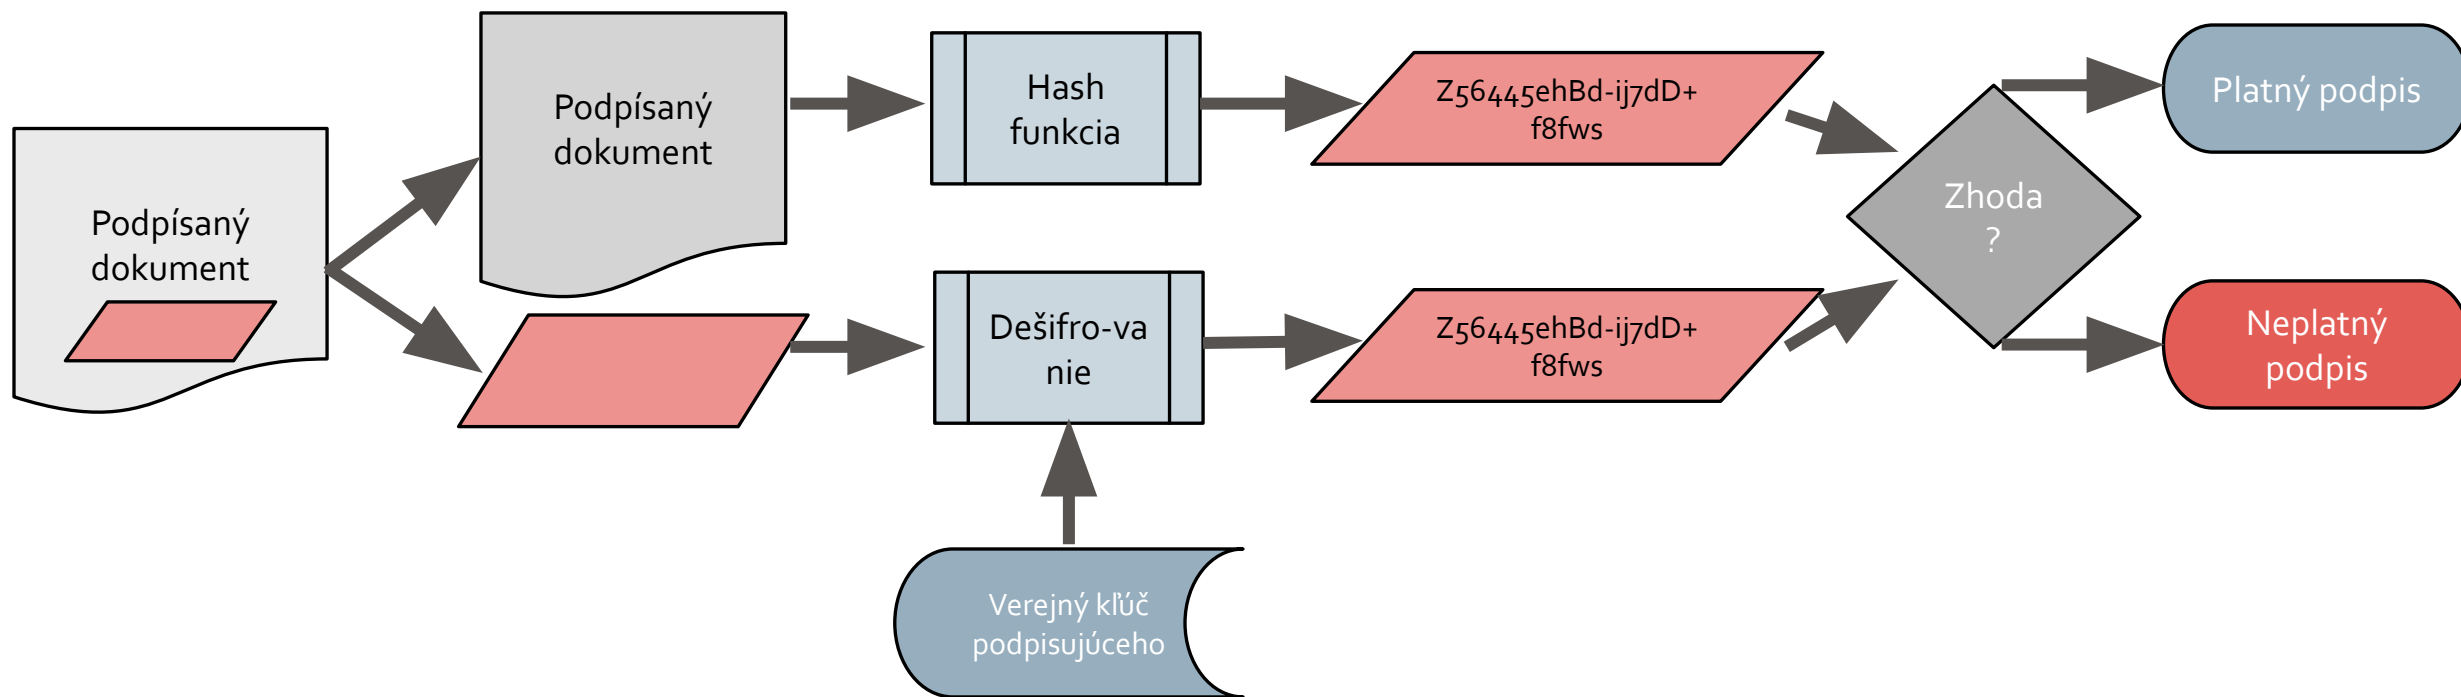 Podpísaný
dokument
Podpísaný
dokument
Hash
funkcia
Z56445ehBd-ij7dD+
f8fws
Dešifro-va
nie
Z56445ehBd-ij7dD+
f8fws
Verejný kľúč
podpisujúceho
Zhoda
?
Platný podpis
Neplatný
podpis